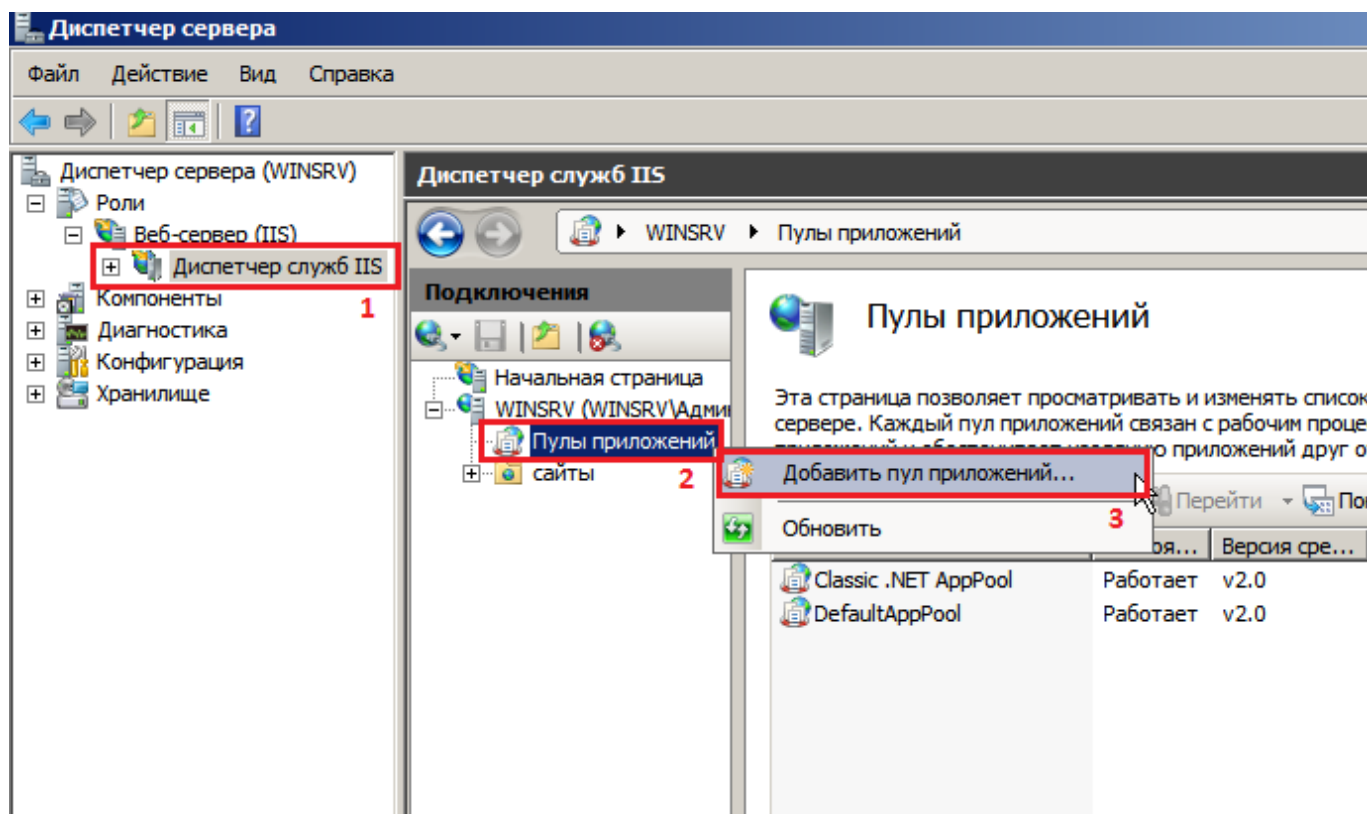 Диспетчер сервера
Файл Действие Вид Справка
Диспетчер сервера (WINSRV)
Роли
Веб-сервер (IIS)
Диспетчер служб IIS
1
Компоненты
Диагностика
Конфигурация
Хранилище
Диспетчер служб IIS
WINSRV Пулы приложений
Подключения
Начальная страница
WINSRV (WINSRV\Адми
Пулы приложений
2
сайты
Пулы приложений
Эта страница позволяет просматривать и изменять список
сервере. Каждый пул приложений связан с рабочим проце
приложений друг о
Добавить пул приложений...
3
Обновить
Перейти
Версия сре...
Classic .NET AppPool Работает v2.0
DefaultAppPool Работает v2.0